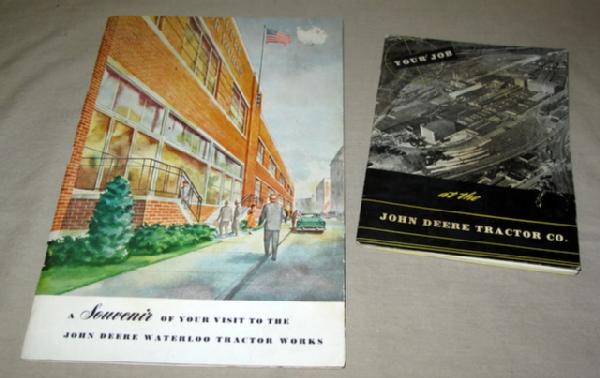 A Souvenir OF YOUR VISIT TO THE
JOHN DEERE WATERLOO TRACTOR WORKS
YOUR JOB
at the
JOHN DEERE TRACTOR CO.